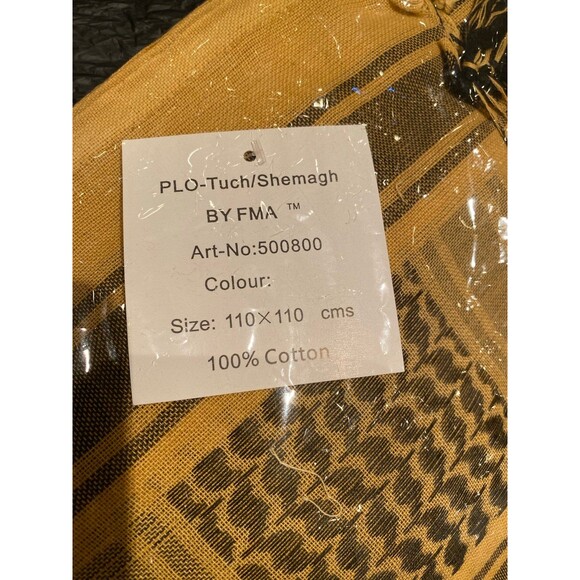 PLO-Tuch/Shemagh
BY FMA ™
Art-No:500800
Colour:
Size: 110×110 cms
100% Cotton